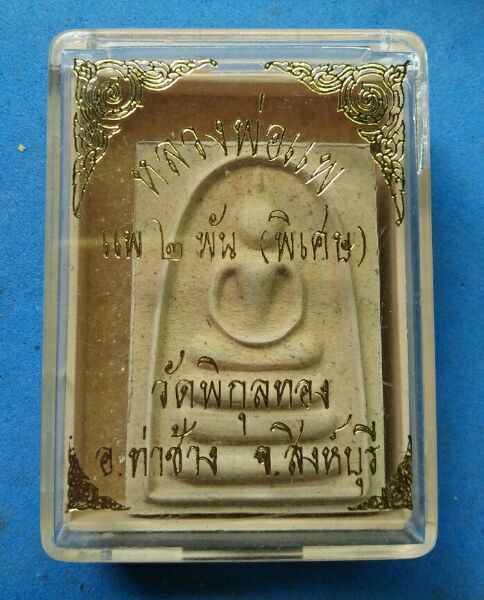 หลวงพ่อแพ
แพ ๒ พัน (พิเศษ)
วัดพิกุลทอง
อ.ท่าช้าง จ.สิงห์บุรี